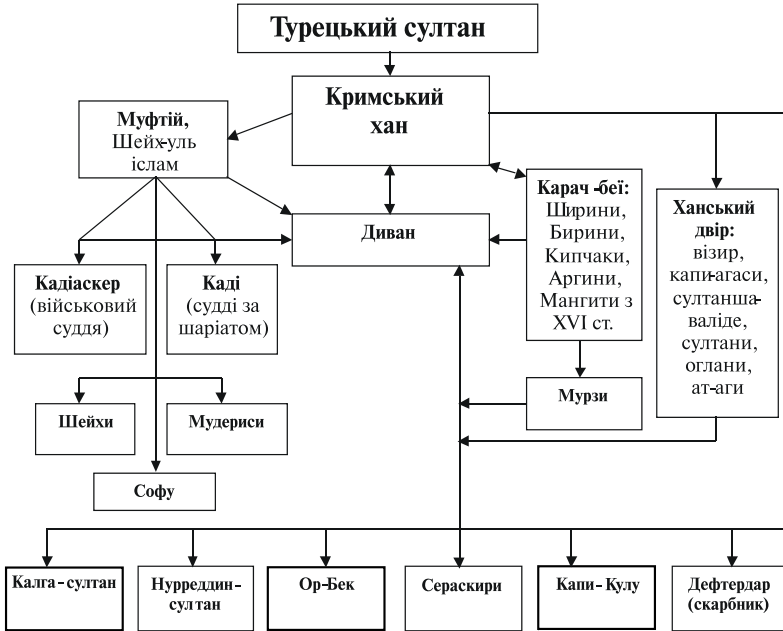 Турецький султан
Кримський
хан
Муфтій,
Шейх-уль
іслам
Карач -беї:
Ширини,
Бирини,
Кипчаки,
Аргини,
Мангити з
XVI ст.
Ханський
двір:
візир,
капи-агаси,
султанша-
валіде,
султани,
оглани,
ат-аги
Диван
Кадіаскер
(військовий
суддя)
Каді
(судді за
шаріатом)
Мурзи
Шейхи
Мудериси
Софу
Калга-султан
Нурреддин-
султан
Ор-Бек
Сераскири
Капи-Кулу
Дефтердар
(скарбник)